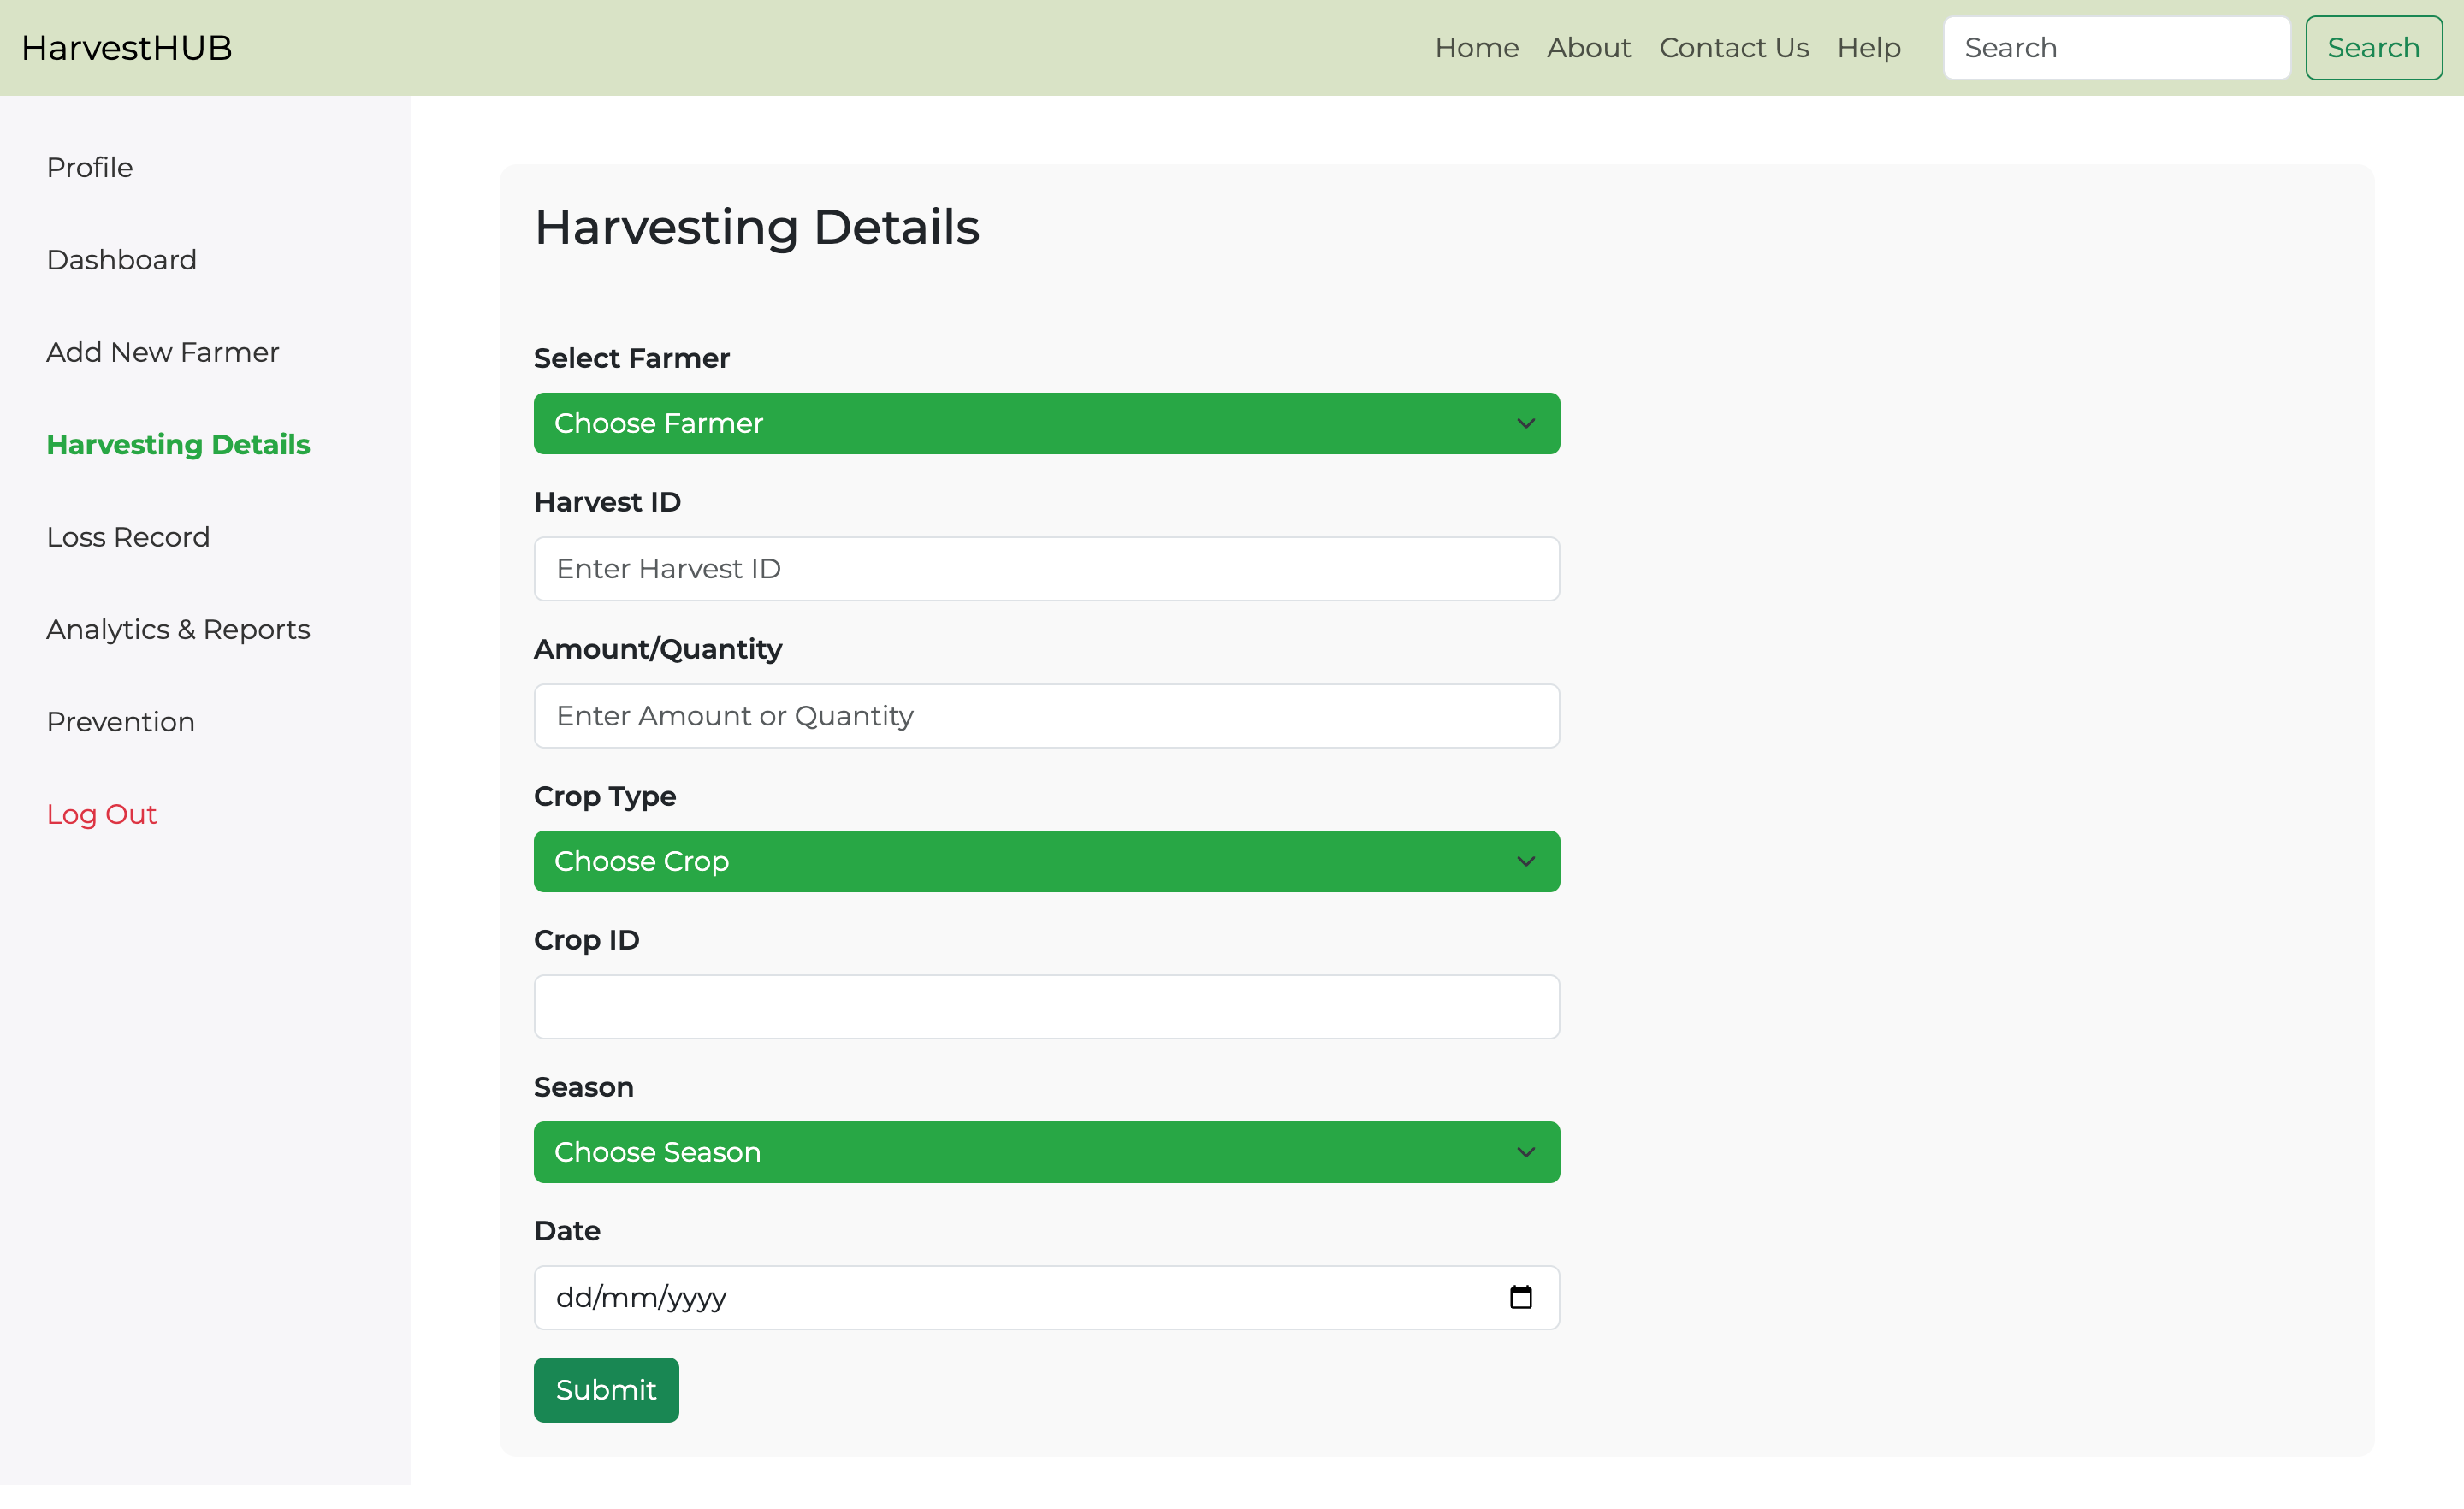 HarvestHUB
Home About Contact Us Help Search Search
Profile
Dashboard
Add New Farmer
Harvesting Details
Loss Record
Analytics & Reports
Prevention
Log Out
Harvesting Details
Select Farmer
Choose Farmer
Harvest ID
Enter Harvest ID
Amount/Quantity
Enter Amount or Quantity
Crop Type
Choose Crop
Crop ID
Season
Choose Season
Date
dd/mm/yyyy
Submit